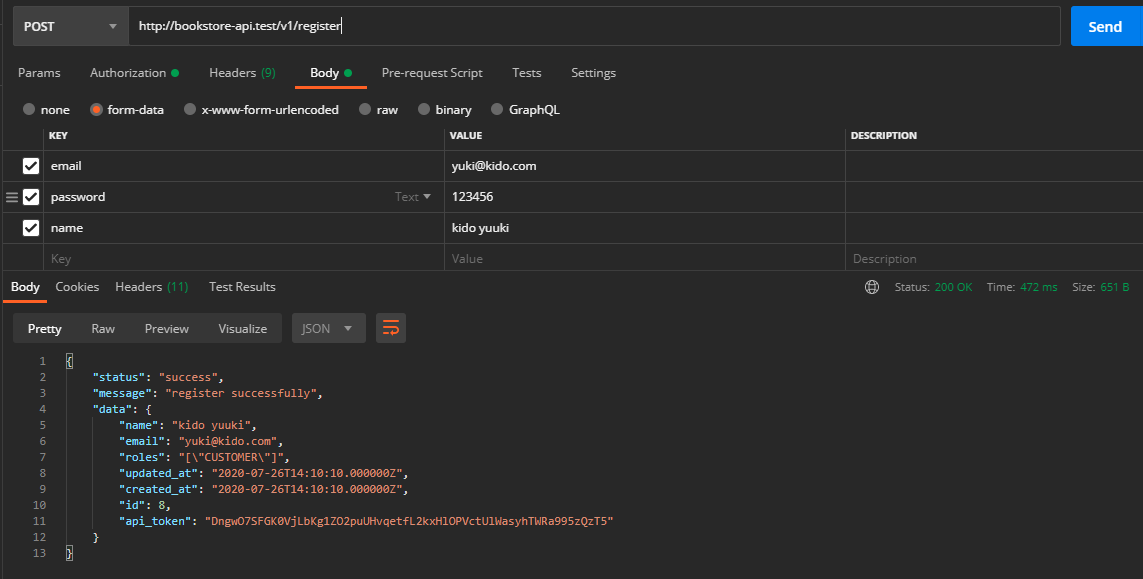 POST http://bookstore-api.test/v1/register Send
Params Authorization Headers (9) Body Pre-request Script Tests Settings
none form-data x-www-form-urlencoded raw binary GraphQL
KEY VALUE DESCRIPTION
email yuki@kido.com
password Text 123456
name kido yuuki
Key Value Description
Body Cookies Headers (11) Test Results Status: 200 OK Time: 472 ms Size: 651 B
Pretty Raw Preview Visualize JSON
1 {
2 "status": "success",
3 "message": "register successfully",
4 "data": {
5 "name": "kido yuuki",
6 "email": "yuki@kido.com",
7 "roles": "[\"CUSTOMER\"]",
8 "updated_at": "2020-07-26T14:10:10.000000Z",
9 "created_at": "2020-07-26T14:10:10.000000Z",
10 "id": 8,
11 "api_token": "DngwO7SFGK0VjLbKg1ZO2puUHvqetfL2kxHlOPVctUlWasyhTWRa995zQzT5"
12 }
13 }